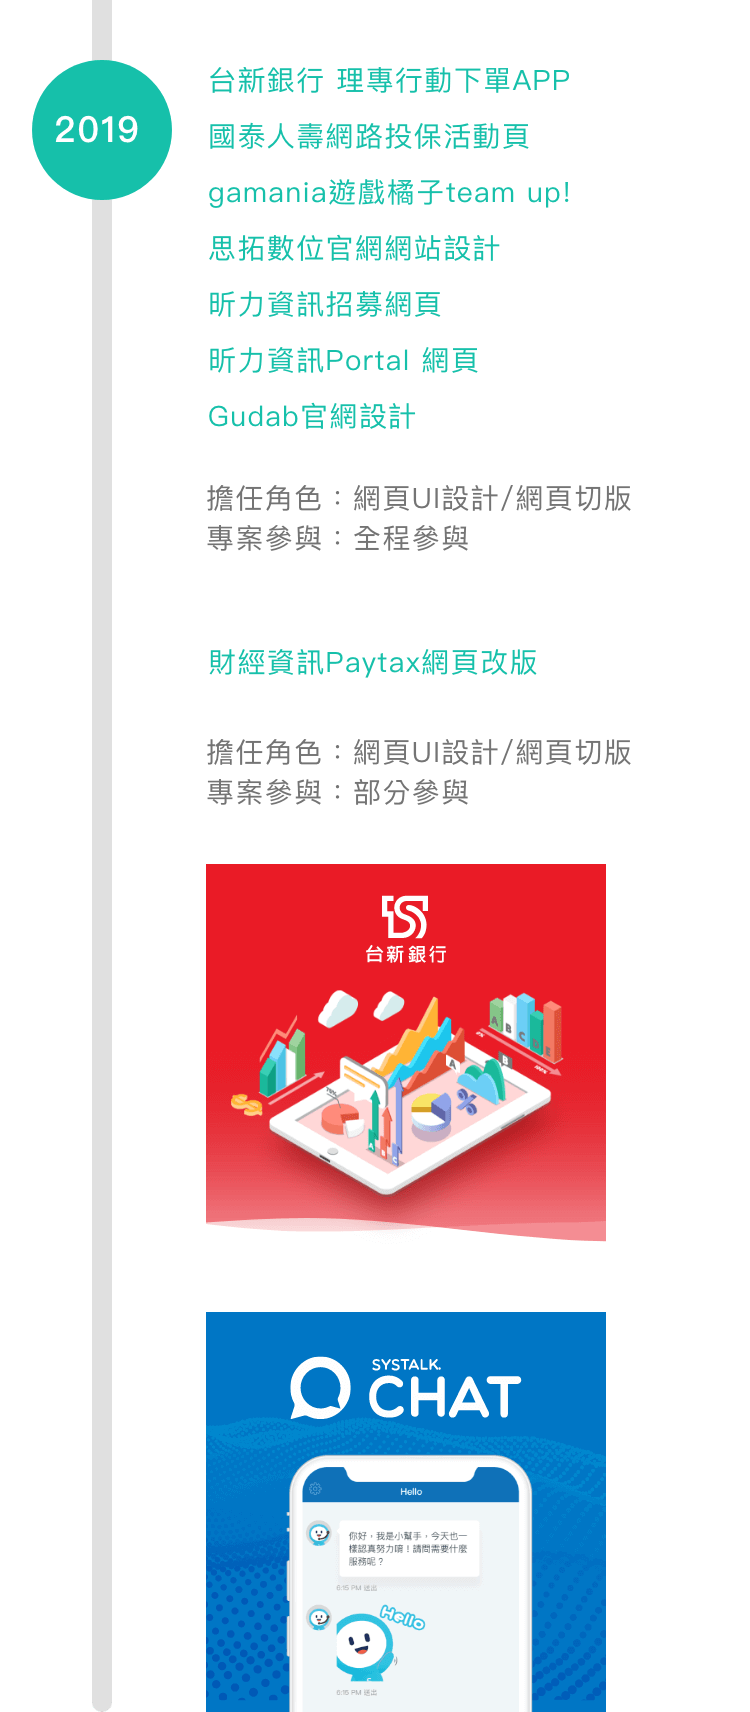 2019
台新銀行 理專行動下單APP
國泰人壽網路投保活動頁
gamania遊戲橘子team up!
思拓數位官網網站設計
昕力資訊招募網頁
昕力資訊Portal 網頁
Gudab官網設計
擔任角色：網頁UI設計/網頁切版
專案參與：全程參與
財經資訊Paytax網頁改版
擔任角色：網頁UI設計/網頁切版
專案參與：部分參與
台新銀行
A B C D E
A
B
%
A B C
SYSTALK.
CHAT
Hello
你好，我是小幫手，今天也一
樣認真努力唷！請問需要什麼
服務呢？
6:15 PM 送出
Hello
6:15 PM 送出